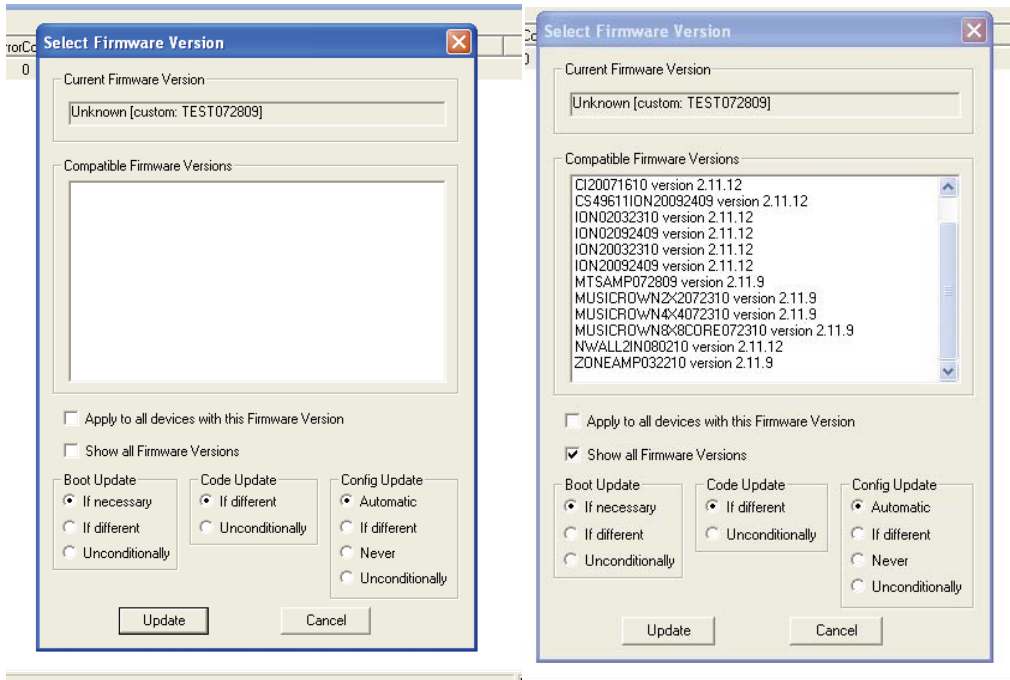 rrorCo
0
Select Firmware Version
Current Firmware Version
Unknown [custom: TEST072809]
Compatible Firmware Versions
Apply to all devices with this Firmware Version
Show all Firmware Versions
Boot Update
If necessary
If different
Unconditionally
Code Update
If different
Unconditionally
Config Update
Automatic
If different
Never
Unconditionally
Update
Cancel
Select Firmware Version
Current Firmware Version
Unknown [custom: TEST072809]
Compatible Firmware Versions
CI20071610 version 2.11.12
CS49611ION20092409 version 2.11.12
ION02032310 version 2.11.12
ION02092409 version 2.11.12
ION20032310 version 2.11.12
ION20092409 version 2.11.12
MTSAMP072809 version 2.11.9
MUSICROWN2X2072310 version 2.11.9
MUSICROWN4X4072310 version 2.11.9
MUSICROWN8X8CORE072310 version 2.11.9
NWALL2IN080210 version 2.11.12
ZONEAMP032210 version 2.11.9
Apply to all devices with this Firmware Version
Show all Firmware Versions
Boot Update
If necessary
If different
Unconditionally
Code Update
If different
Unconditionally
Config Update
Automatic
If different
Never
Unconditionally
Update
Cancel